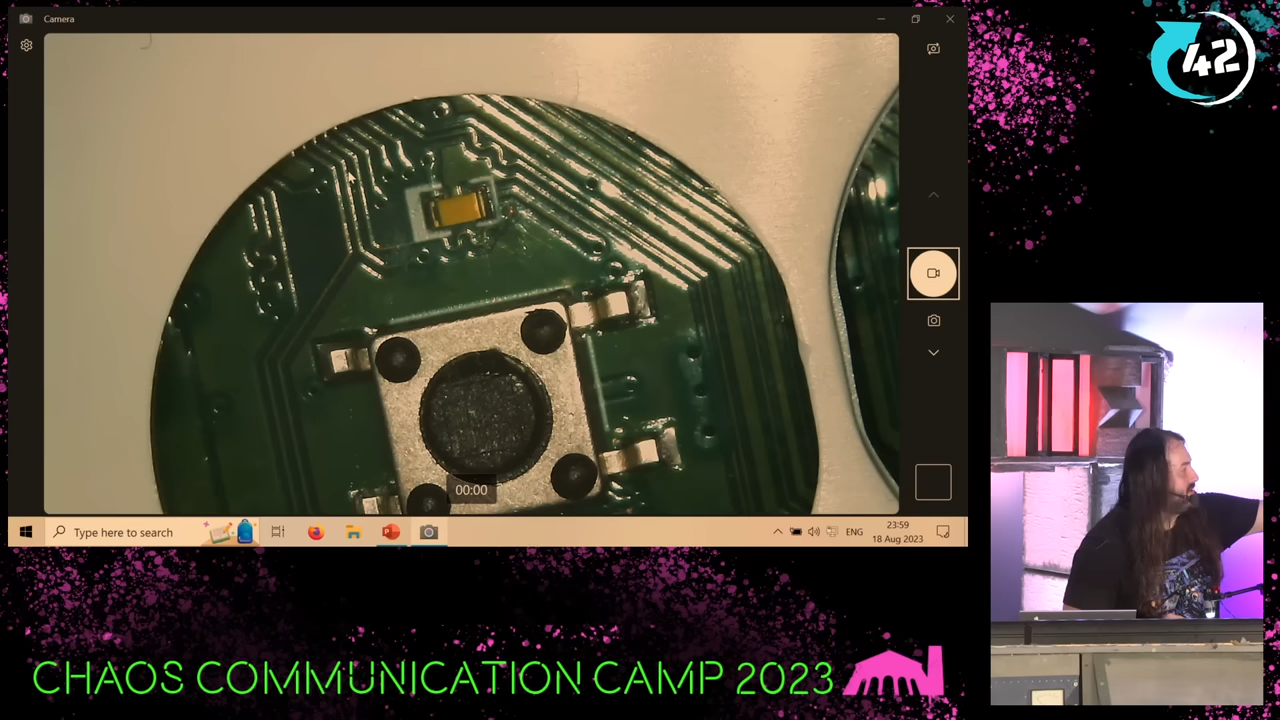 Camera
42
00:00
Type here to search
ENG
23:59
18 Aug 2023
CHAOS COMMUNICATION CAMP 2023